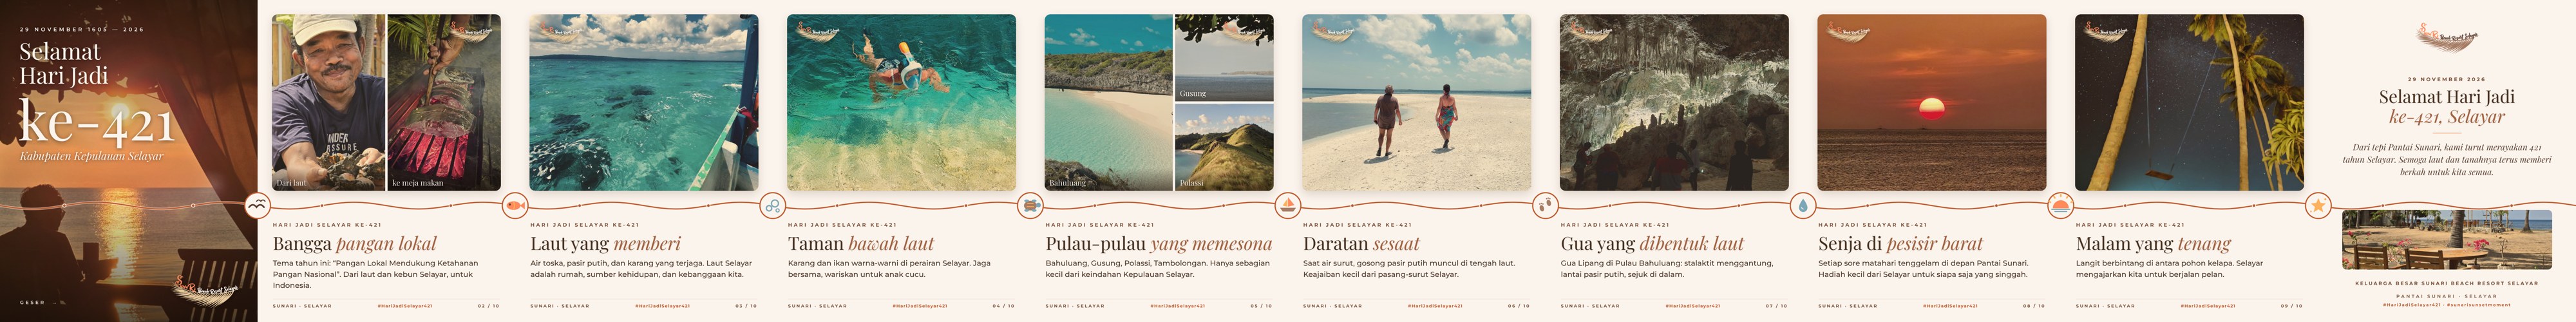 29 NOVEMBER 1605 — 2026
Selamat
Hari Jadi
ke-421
Kabupaten Kepulauan Selayar
SunRi Beach Resort Selayar
GESER →
Dari laut
ke meja makan
HARI JADI SELAYAR KE-421
Bangga pangan lokal
Tema tahun ini: “Pangan Lokal Mendukung Ketahanan
Pangan Nasional”. Dari laut dan kebun Selayar, untuk
Indonesia.
SUNARI · SELAYAR
#HariJadiSelayar421
02 / 10
HARI JADI SELAYAR KE-421
Laut yang memberi
Air toska, pasir putih, dan karang yang terjaga. Laut Selayar
adalah rumah, sumber kehidupan, dan kebanggaan kita.
SUNARI · SELAYAR
#HariJadiSelayar421
03 / 10
HARI JADI SELAYAR KE-421
Taman bawah laut
Karang dan ikan warna-warni di perairan Selayar. Jaga
bersama, wariskan untuk anak cucu.
SUNARI · SELAYAR
#HariJadiSelayar421
04 / 10
Bahuluang
Gusung
Polassi
HARI JADI SELAYAR KE-421
Pulau-pulau yang memesona
Bahuluang, Gusung, Polassi, Tambolongan. Hanya sebagian
kecil dari keindahan Kepulauan Selayar.
SUNARI · SELAYAR
#HariJadiSelayar421
05 / 10
HARI JADI SELAYAR KE-421
Daratan sesaat
Saat air surut, gosong pasir putih muncul di tengah laut.
Keajaiban kecil dari pasang-surut Selayar.
SUNARI · SELAYAR
#HariJadiSelayar421
06 / 10
HARI JADI SELAYAR KE-421
Gua yang dibentuk laut
Gua Lipang di Pulau Bahuluang: stalaktit menggantung,
lantai pasir putih, sejuk di dalam.
SUNARI · SELAYAR
#HariJadiSelayar421
07 / 10
HARI JADI SELAYAR KE-421
Senja di pesisir barat
Setiap sore matahari tenggelam di depan Pantai Sunari.
Hadiah kecil dari Selayar untuk siapa saja yang singgah.
SUNARI · SELAYAR
#HariJadiSelayar421
08 / 10
HARI JADI SELAYAR KE-421
Malam yang tenang
Langit berbintang di antara pohon kelapa. Selayar
mengajarkan kita untuk berjalan pelan.
SUNARI · SELAYAR
#HariJadiSelayar421
09 / 10
29 NOVEMBER 2026
Selamat Hari Jadi
ke-421, Selayar
Dari tepi Pantai Sunari, kami turut merayakan 421
tahun Selayar. Semoga laut dan tanahnya terus memberi
berkah untuk kita semua.
KELUARGA BESAR SUNARI BEACH RESORT SELAYAR
PANTAI SUNARI · SELAYAR
#HariJadiSelayar421 · #sunarisunsetmoment